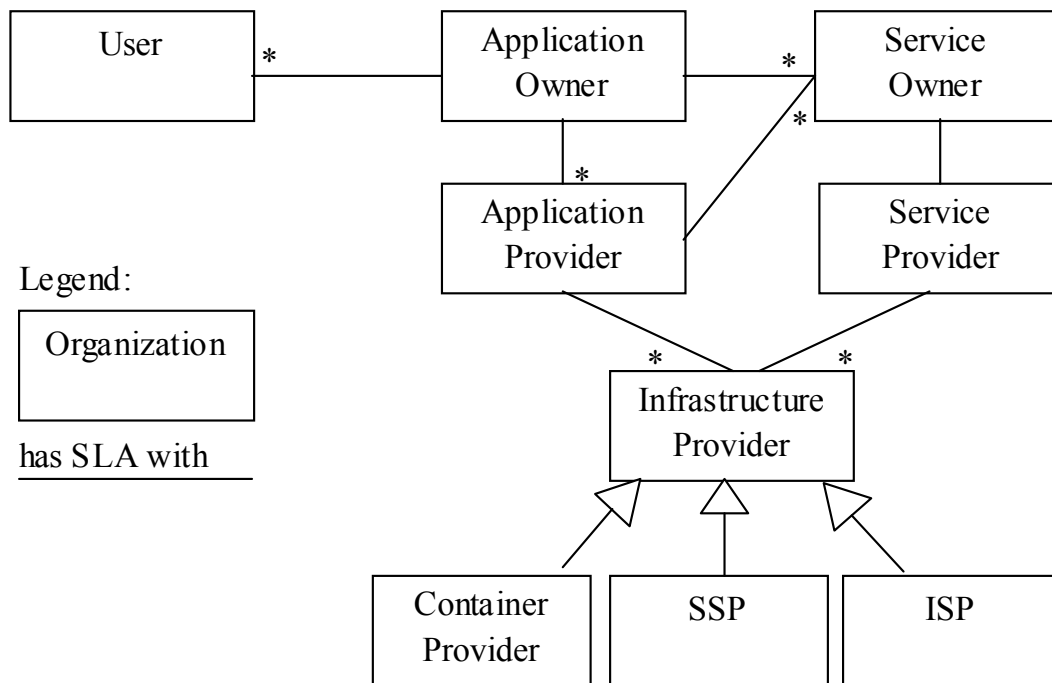 User
*
Application
Owner
*
*
Service
Owner
*
Application
Provider
Service
Provider
Legend:
Organization
has SLA with
*
*
Infrastructure
Provider
Container
Provider
SSP
ISP